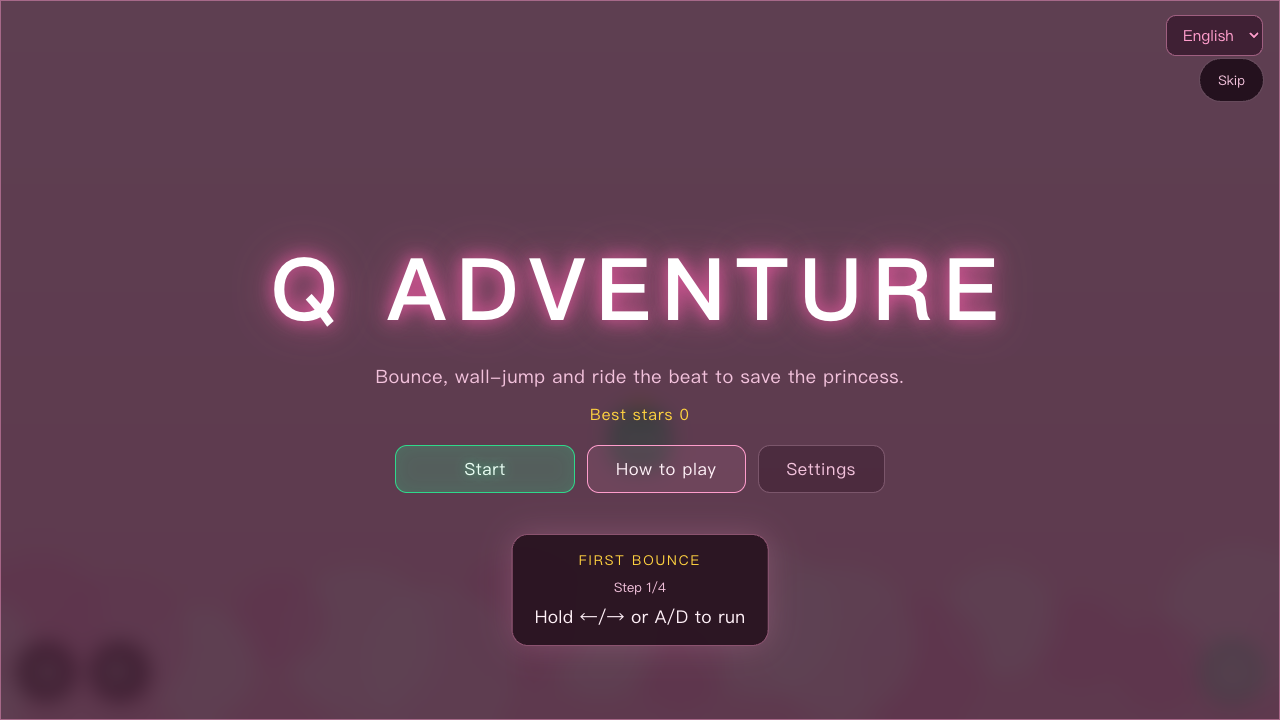 English
Skip
Q ADVENTURE
Bounce, wall-jump and ride the beat to save the princess.
Best stars 0
Start
How to play
Settings
FIRST BOUNCE
Step 1/4
Hold ←/→ or A/D to run